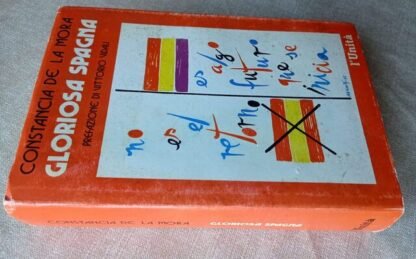 CONSTANCIA DE LA MORA
GLORIOSA SPAGNA
PREFAZIONE DI VITTORIO VIDALI
no
es el
retorno
es algo
futuro
que se
inicia
l'Unità
CONSTANCIA DE LA MORA
GLORIOSA SPAGNA